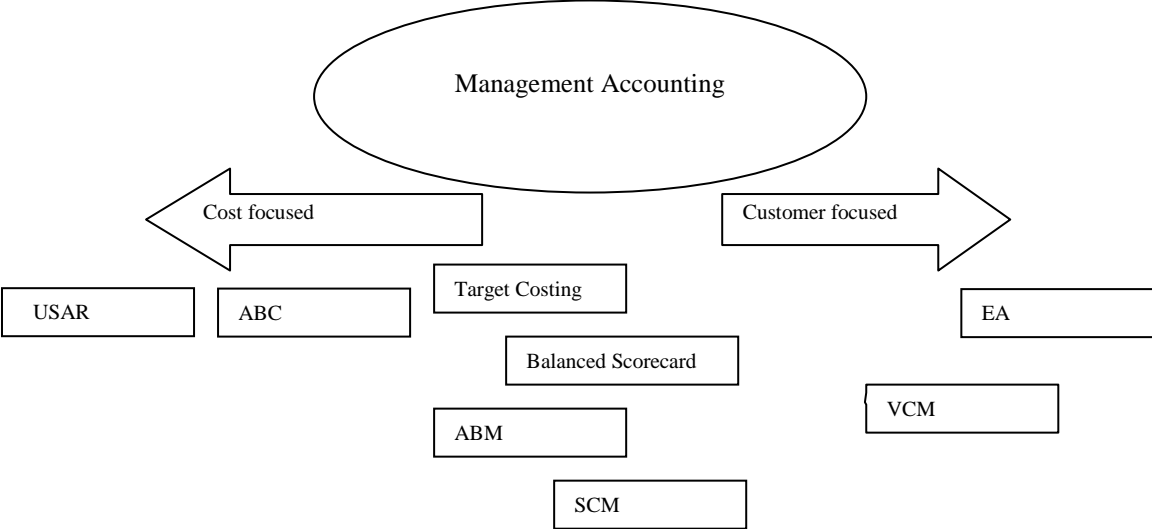 Management Accounting
Cost focused
Customer focused
Target Costing
USAR
ABC
EA
Balanced Scorecard
VCM
ABM
SCM